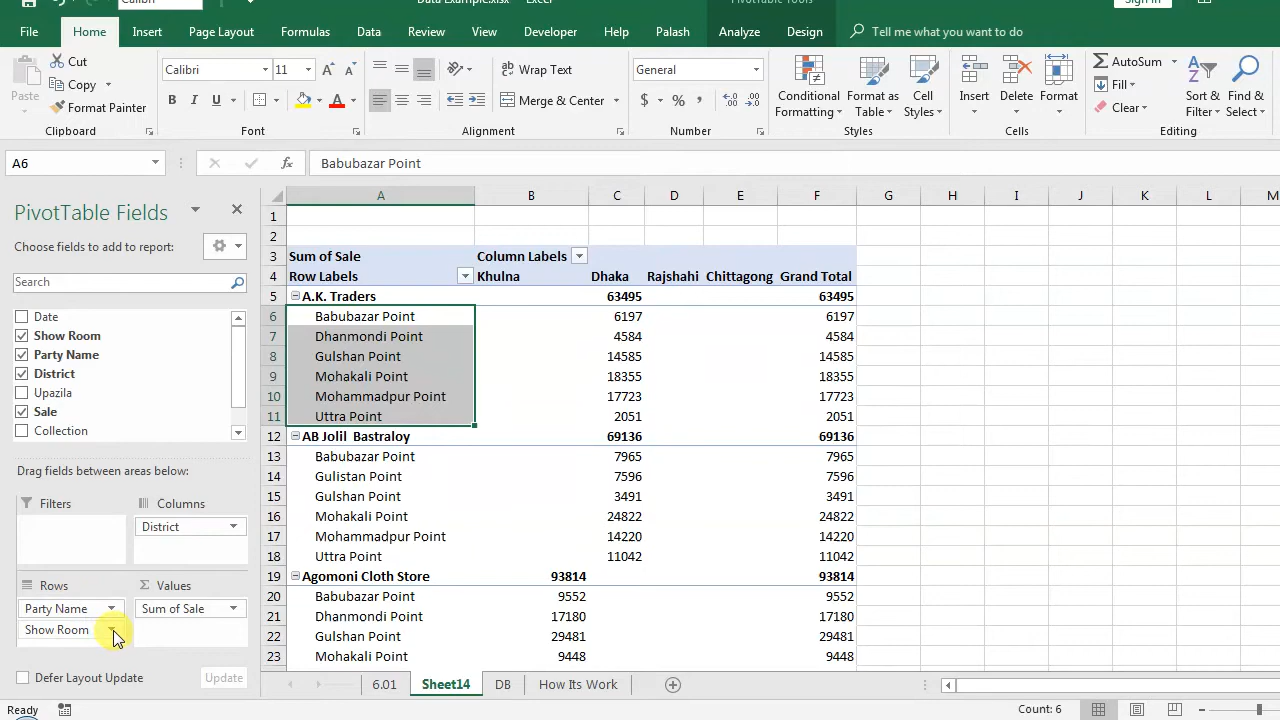 Calibri
Data Example.xlsx - Excel
PivotTable Tools
Sign in
File Home Insert Page Layout Formulas Data Review View Developer Help Palash Analyze Design Tell me what you want to do
Cut
Copy
Format Painter
Paste
Clipboard
Calibri 11
B I U
A
Font
Wrap Text
Merge & Center
Alignment
General
$ % ,
Number
Conditional Formatting
Format as Table
Cell Styles
Styles
Insert Delete Format
Cells
AutoSum
Fill
Clear
Sort & Filter
Find & Select
Editing
A6 fx Babubazar Point
PivotTable Fields
Choose fields to add to report:
Search
Date
Show Room
Party Name
District
Upazila
Sale
Collection
Drag fields between areas below:
Filters Columns
District
Rows Values
Party Name Sum of Sale
Show Room
Defer Layout Update Update
A B C D E F G H I J K L M
1
2
3 Sum of Sale Column Labels
4 Row Labels Khulna Dhaka Rajshahi Chittagong Grand Total
5 A.K. Traders 63495 63495
6 Babubazar Point 6197 6197
7 Dhanmondi Point 4584 4584
8 Gulshan Point 14585 14585
9 Mohakali Point 18355 18355
10 Mohammadpur Point 17723 17723
11 Uttra Point 2051 2051
12 AB Jolil Bastraloy 69136 69136
13 Babubazar Point 7965 7965
14 Gulistan Point 7596 7596
15 Gulshan Point 3491 3491
16 Mohakali Point 24822 24822
17 Mohammadpur Point 14220 14220
18 Uttra Point 11042 11042
19 Agomoni Cloth Store 93814 93814
20 Babubazar Point 9552 9552
21 Dhanmondi Point 17180 17180
22 Gulshan Point 29481 29481
23 Mohakali Point 9448 9448
6.01 Sheet14 DB How Its Work
Ready Count: 6